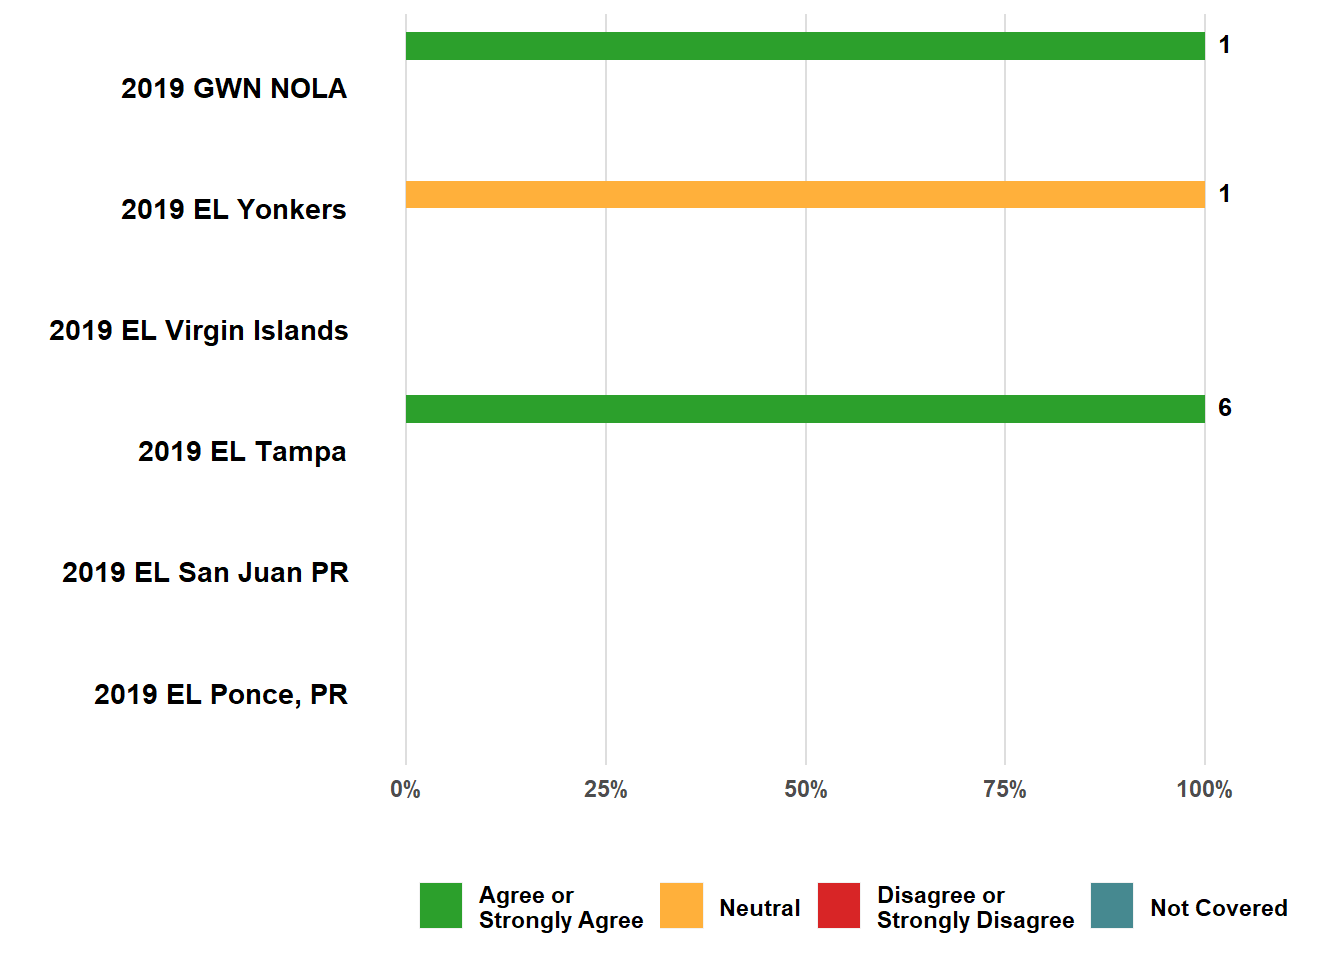 1
2019 GWN NOLA
1
2019 EL Yonkers
2019 EL Virgin Islands
6
2019 EL Tampa
2019 EL San Juan PR
2019 EL Ponce, PR
0% 25% 50% 75% 100%
Agree or
Strongly Agree
Neutral
Disagree or
Strongly Disagree
Not Covered